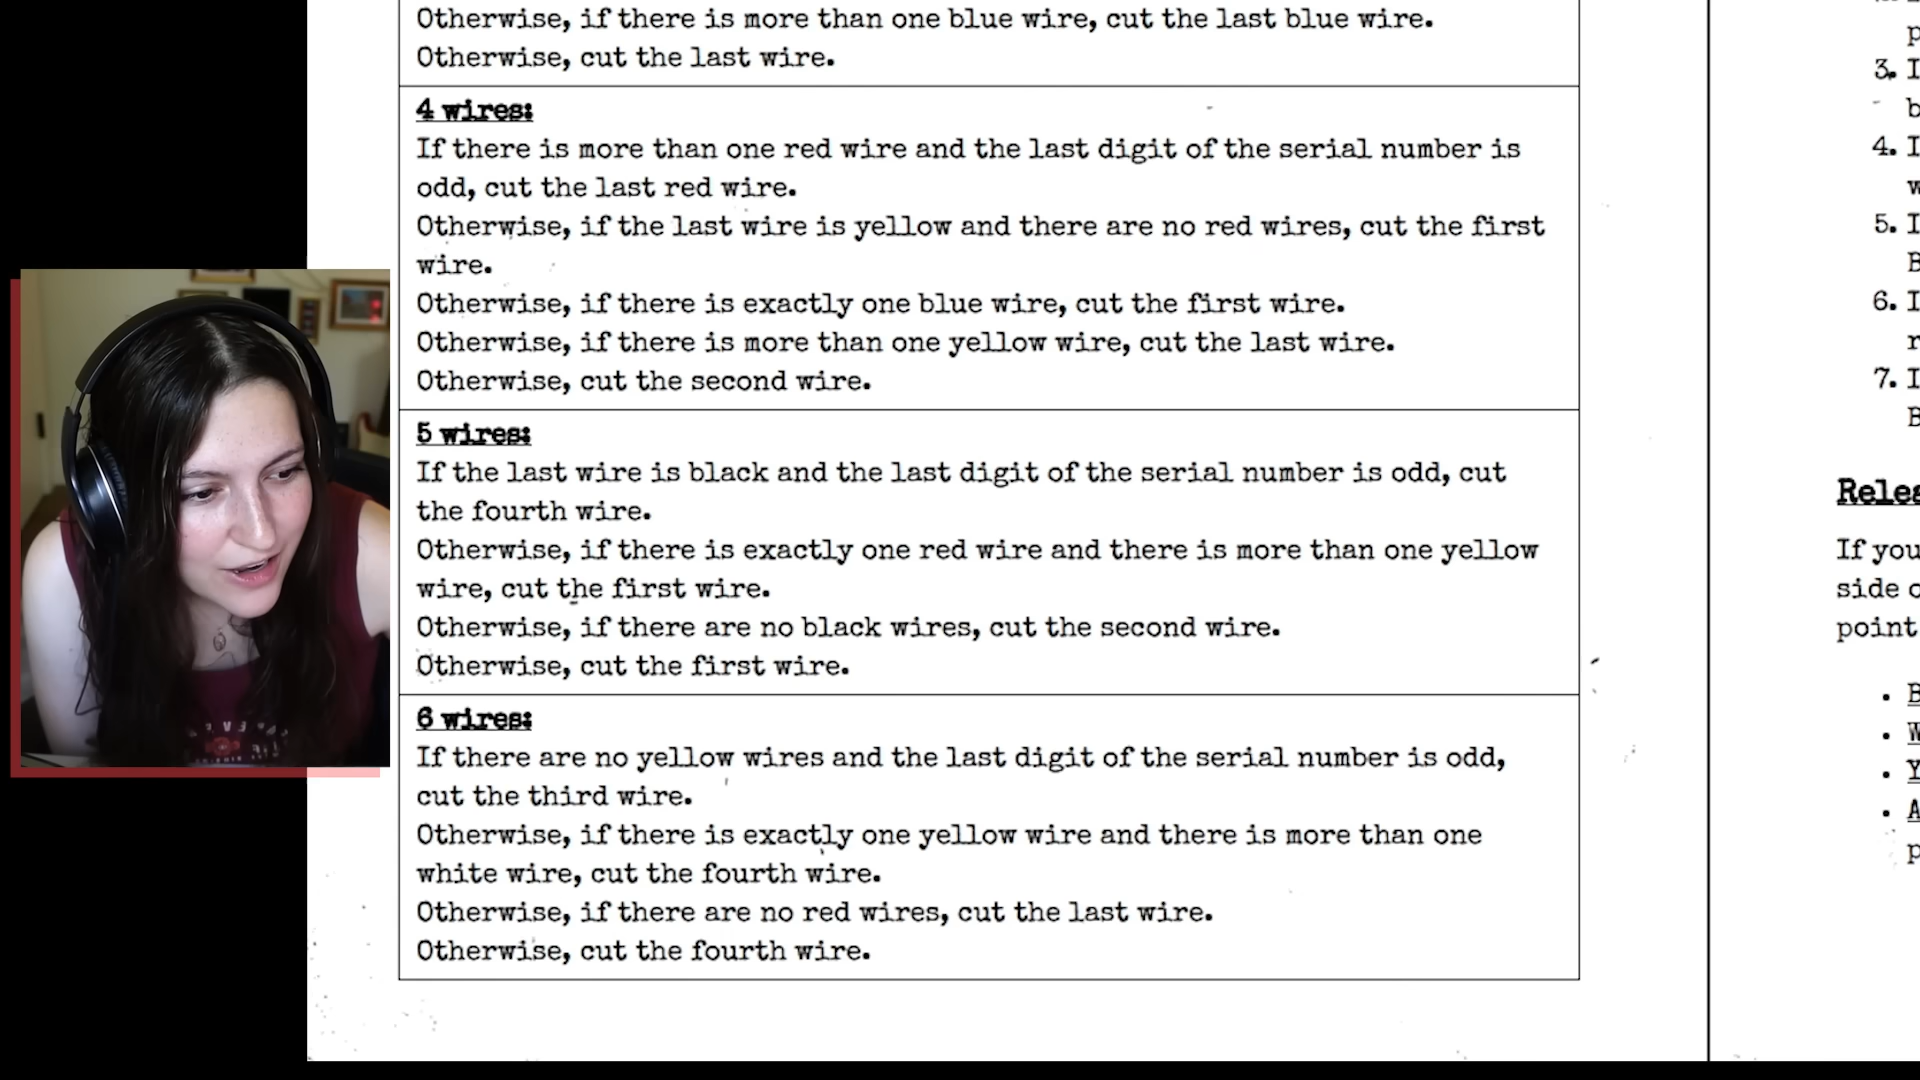 Otherwise, if there is more than one blue wire, cut the last blue wire.
Otherwise, cut the last wire.
4 wires:
If there is more than one red wire and the last digit of the serial number is
odd, cut the last red wire.
Otherwise, if the last wire is yellow and there are no red wires, cut the first
wire.
Otherwise, if there is exactly one blue wire, cut the first wire.
Otherwise, if there is more than one yellow wire, cut the last wire.
Otherwise, cut the second wire.
5 wires:
If the last wire is black and the last digit of the serial number is odd, cut
the fourth wire.
Otherwise, if there is exactly one red wire and there is more than one yellow
wire, cut the first wire.
Otherwise, if there are no black wires, cut the second wire.
Otherwise, cut the first wire.
6 wires:
If there are no yellow wires and the last digit of the serial number is odd,
cut the third wire.
Otherwise, if there is exactly one yellow wire and there is more than one
white wire, cut the fourth wire.
Otherwise, if there are no red wires, cut the last wire.
Otherwise, cut the fourth wire.
3. I
b
4. I
w
5. I
B
6. I
r
7. I
B
Relea
If you
side o
point
• B
• W
• Y
• A
p